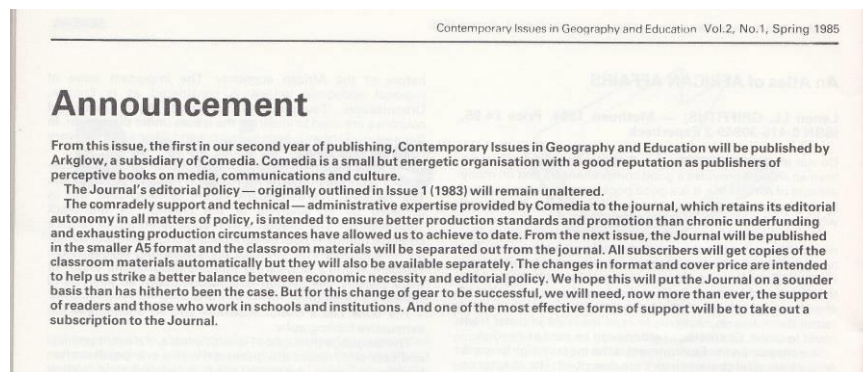 Contemporary Issues in Geography and Education Vol.2, No.1, Spring 1985
Announcement
From this issue, the first in our second year of publishing, Contemporary Issues in Geography and Education will be published by
Arkglow, a subsidiary of Comedia. Comedia is a small but energetic organisation with a good reputation as publishers of
perceptive books on media, communications and culture.
The Journal's editorial policy — originally outlined in Issue 1 (1983) will remain unaltered.
The comradely support and technical — administrative expertise provided by Comedia to the journal, which retains its editorial
autonomy in all matters of policy, is intended to ensure better production standards and promotion than chronic underfunding
and exhausting production circumstances have allowed us to achieve to date. From the next issue, the Journal will be published
in the smaller A5 format and the classroom materials will be separated out from the journal. All subscribers will get copies of the
classroom materials automatically but they will also be available separately. The changes in format and cover price are intended
to help us strike a better balance between economic necessity and editorial policy. We hope this will put the Journal on a sounder
basis than has hitherto been the case. But for this change of gear to be successful, we will need, now more than ever, the support
of readers and those who work in schools and institutions. And one of the most effective forms of support will be to take out a
subscription to the Journal.